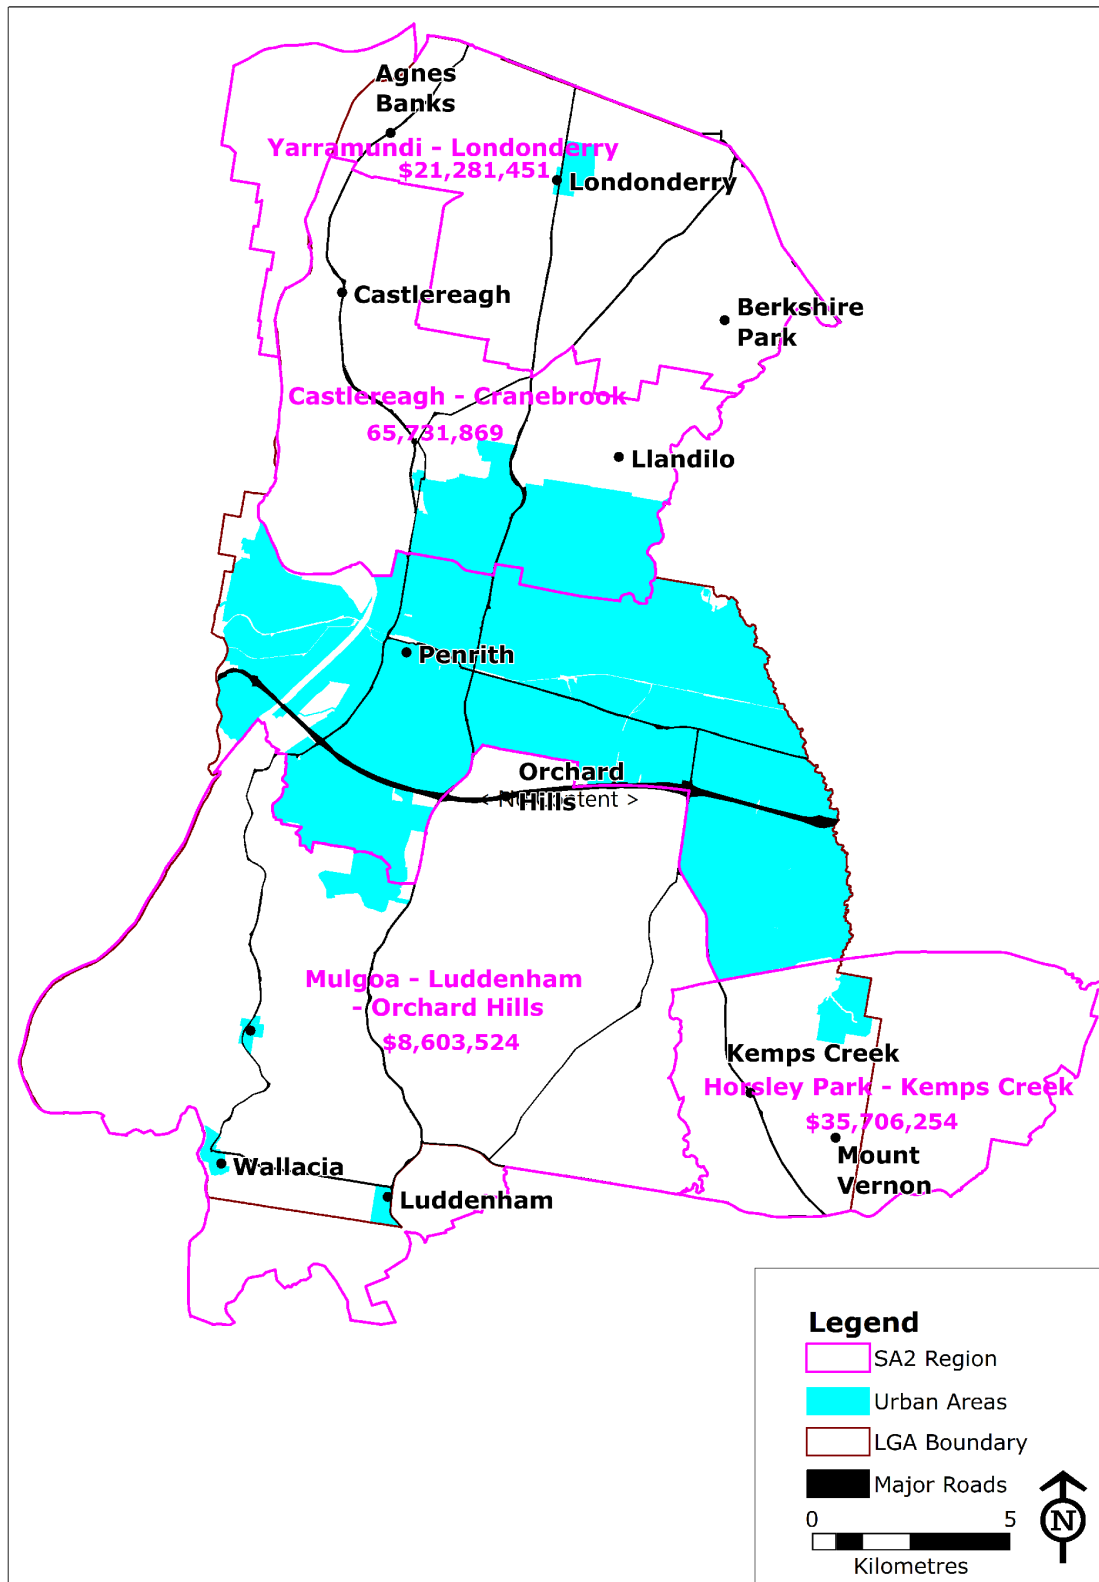 Agnes
Banks
Yarramundi - Londonderry
$21,281,451
Londonderry
Castlereagh
Berkshire
Park
Castlereagh - Cranebrook
65,731,869
Llandilo
Penrith
Orchard
Hills
Mulgoa - Luddenham
- Orchard Hills
$8,603,524
Kemps Creek
Horsley Park - Kemps Creek
$35,706,254
Mount
Vernon
Wallacia
Luddenham
Legend
SA2 Region
Urban Areas
LGA Boundary
Major Roads
0 5
Kilometres
N